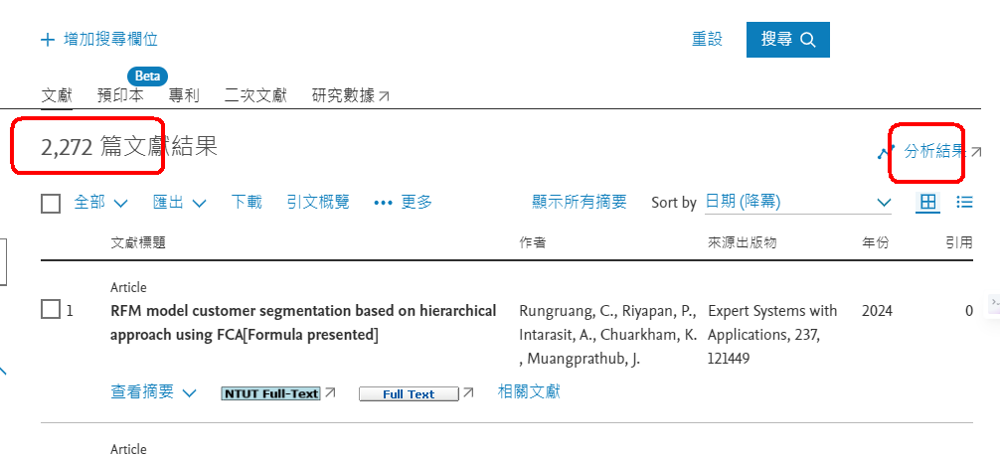 增加搜尋欄位 重設 搜尋
Beta
文獻 預印本 專利 二次文獻 研究數據
2,272 篇文獻結果
分析結果
全部 匯出 下載 引文概覽 ••• 更多 顯示所有摘要 Sort by 日期 (降冪)
文獻標題 作者 來源出版物 年份 引用
Article
1 RFM model customer segmentation based on hierarchical Rungruang, C., Riyapan, P., Expert Systems with 2024 0
approach using FCA[Formula presented] Intarasit, A., Chuarkham, K. Applications, 237,
, Muangprathub, J. 121449
查看摘要 NTUT Full-Text Full Text 相關文獻
Article